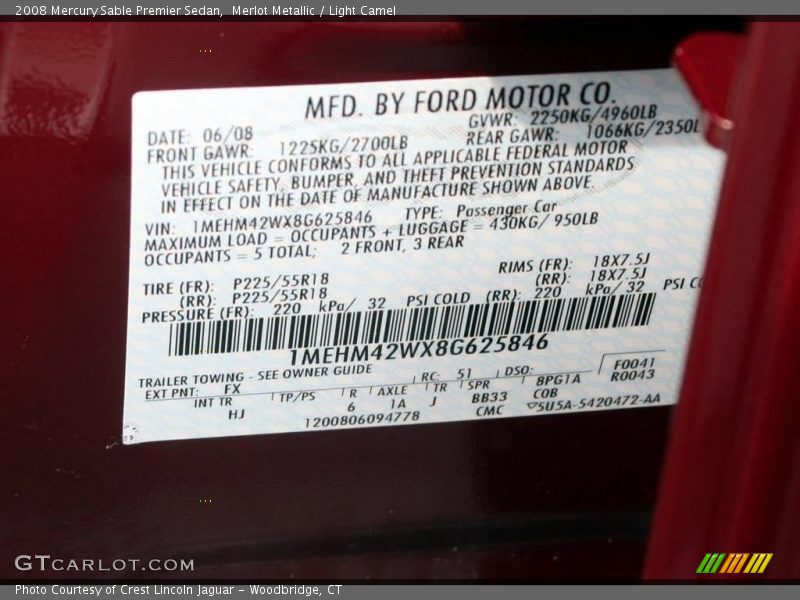 2008 Mercury Sable Premier Sedan,  Merlot Metallic / Light Camel
MFD. BY FORD MOTOR CO.
DATE: 06/08 GVWR: 2250KG/4960LB
FRONT GAWR: 1225KG/2700LB REAR GAWR: 1066KG/2350L
THIS VEHICLE CONFORMS TO ALL APPLICABLE FEDERAL MOTOR
VEHICLE SAFETY, BUMPER, AND THEFT PREVENTION STANDARDS
IN EFFECT ON THE DATE OF MANUFACTURE SHOWN ABOVE.
VIN: 1MEHM42WX8G625846 TYPE: Passenger Car
MAXIMUM LOAD = OCCUPANTS + LUGGAGE = 430KG/ 950LB
OCCUPANTS = 5 TOTAL; 2 FRONT, 3 REAR
TIRE (FR): P225/55R18 RIMS (FR): 18X7.5J
(RR): P225/55R18 (RR): 18X7.5J
PRESSURE (FR): 220 kPa/ 32 PSI COLD (RR): 220 kPa/ 32 PSI
1MEHM42WX8G625846
TRAILER TOWING - SEE OWNER GUIDE
EXT PNT: FX RC: 51 DSO: F0041
INT TR TP/PS R AXLE TR SPR 8PG1A R0043
HJ 6 1A J BB33 COB
1200806094778 CMC 5U5A-5420472-AA
GTCARLOT.COM
Photo Courtesy of Crest Lincoln Jaguar - Woodbridge, CT